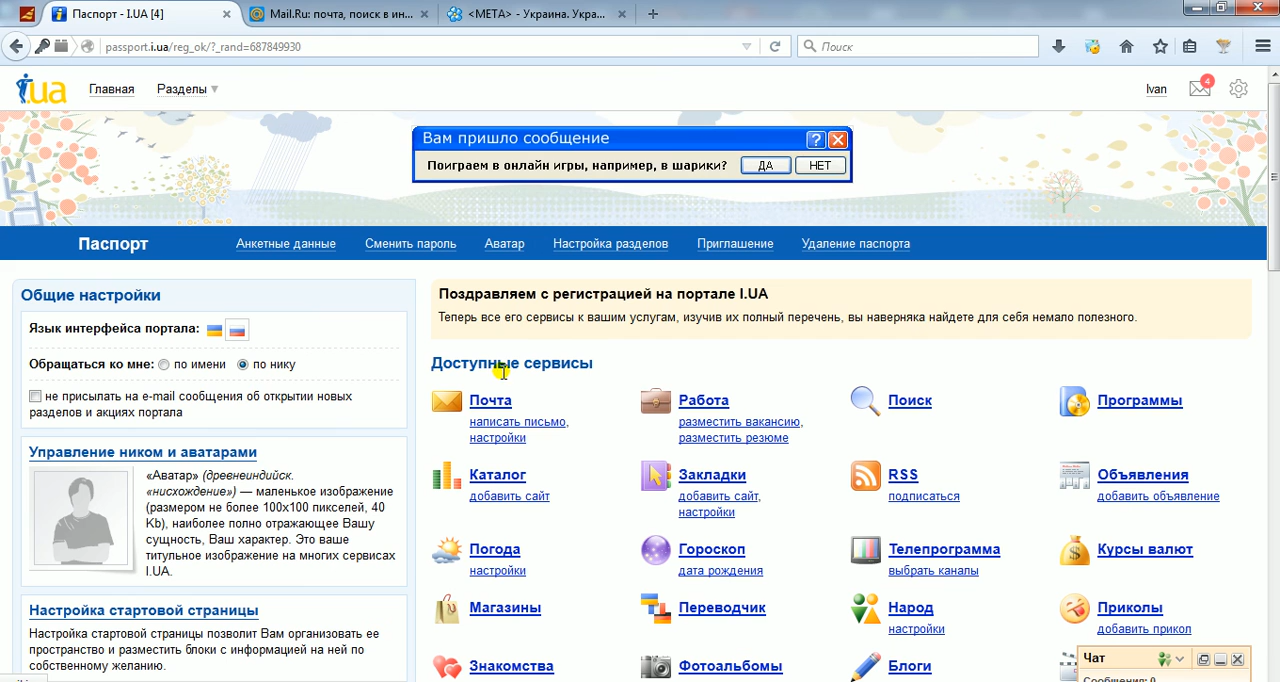 Паспорт - I.UA [4]
Mail.Ru: почта, поиск в ин...
<META> - Украина. Укра...
passport.i.ua/reg_ok/?_rand=687849930
Поиск
i.ua
Главная
Разделы
Ivan
4
Вам пришло сообщение
Поиграем в онлайн игры, например, в шарики?
ДА
НЕТ
Паспорт
Анкетные данные
Сменить пароль
Аватар
Настройка разделов
Приглашение
Удаление паспорта
Общие настройки
Язык интерфейса портала:
Обращаться ко мне: по имени по нику
не присылать на e-mail сообщения об открытии новых
разделов и акциях портала
Управление ником и аватарами
«Аватар» (древнеиндийск.
«нисхождение») — маленькое изображение
(размером не более 100x100 пикселей, 40
Kb), наиболее полно отражающее Вашу
сущность, Ваш характер. Это ваше
титульное изображение на многих сервисах
I.UA.
Настройка стартовой страницы
Настройка стартовой страницы позволит Вам организовать ее
пространство и разместить блоки с информацией на ней по
собственному желанию.
Поздравляем с регистрацией на портале I.UA
Теперь все его сервисы к вашим услугам, изучив их полный перечень, вы наверняка найдете для себя немало полезного.
Доступные сервисы
Почта
написать письмо,
настройки
Работа
разместить вакансию,
разместить резюме
Поиск
Программы
Каталог
добавить сайт
Закладки
добавить сайт,
настройки
RSS
подписаться
Объявления
добавить объявление
Погода
настройки
Гороскоп
дата рождения
Телепрограмма
выбрать каналы
Курсы валют
Магазины
Переводчик
Народ
настройки
Приколы
добавить прикол
Знакомства
Фотоальбомы
Блоги
Чат
Сообщения: 0